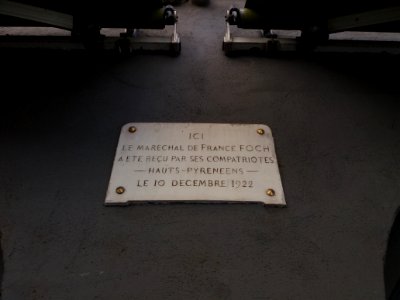 ICI
LE MARECHAL DE FRANCE FOCH
A ETE REÇU PAR SES COMPATRIOTES
— HAUTS-PYRENEENS —
LE 10 DECEMBRE 1922